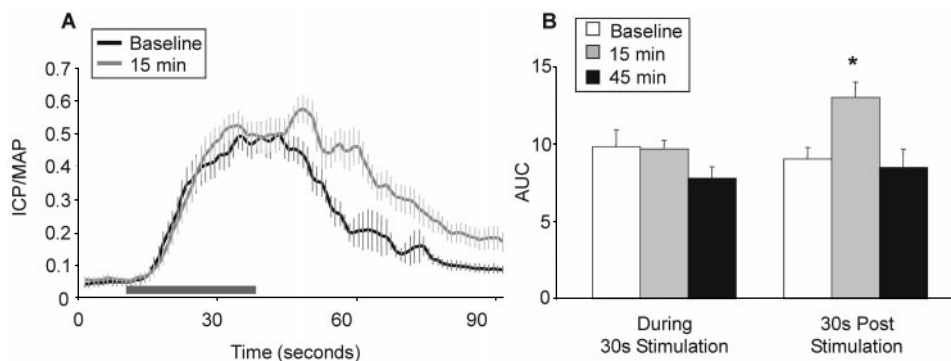 A
Baseline
15 min
ICP/MAP
0.7
0.6
0.5
0.4
0.3
0.2
0.1
0
0
30
60
90
Time (seconds)
B
Baseline
15 min
45 min
*
AUC
15
10
5
0
During
30s Stimulation
30s Post
Stimulation